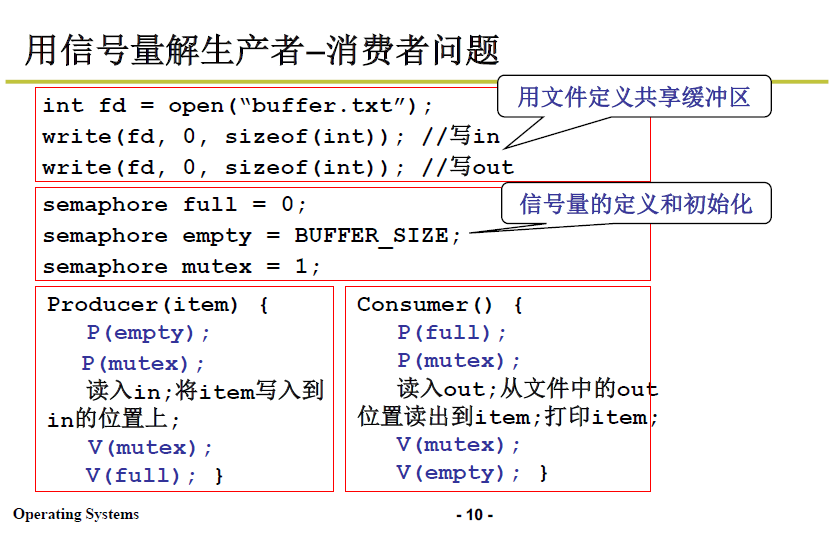 用信号量解生产者–消费者问题
int fd = open(“buffer.txt”);
write(fd, 0, sizeof(int)); //写in
write(fd, 0, sizeof(int)); //写out
用文件定义共享缓冲区
semaphore full = 0;
semaphore empty = BUFFER_SIZE;
semaphore mutex = 1;
信号量的定义和初始化
Producer(item) {
P(empty);
P(mutex);
读入in;将item写入到
in的位置上;
V(mutex);
V(full); }
Consumer() {
P(full);
P(mutex);
读入out;从文件中的out
位置读出到item;打印item;
V(mutex);
V(empty); }
Operating Systems
- 10 -